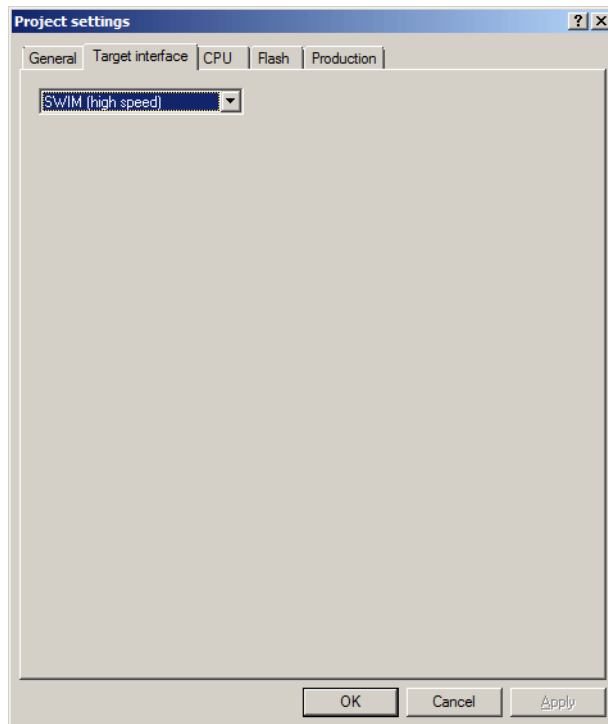 Project settings
General Target interface CPU Flash Production
SWIM (high speed)
OK Cancel Apply